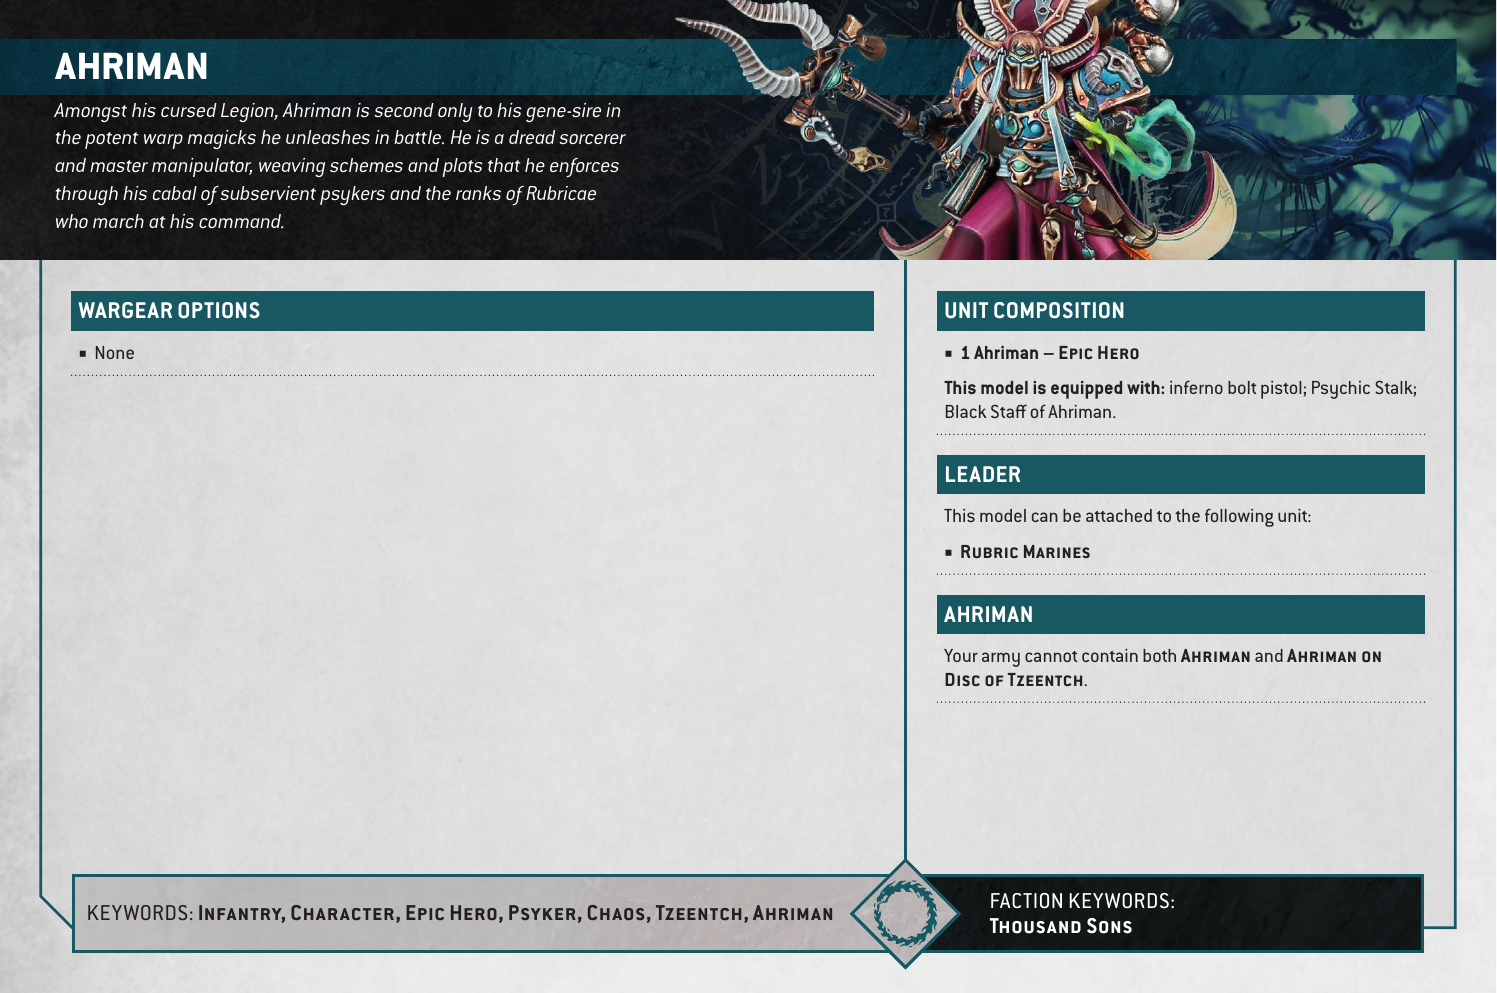 AHRIMAN
Amongst his cursed Legion, Ahriman is second only to his gene-sire in
the potent warp magicks he unleashes in battle. He is a dread sorcerer
and master manipulator, weaving schemes and plots that he enforces
through his cabal of subservient psykers and the ranks of Rubricae
who march at his command.
WARGEAR OPTIONS
▪ None
UNIT COMPOSITION
▪ 1 Ahriman – EPIC HERO
This model is equipped with: inferno bolt pistol; Psychic Stalk;
Black Staff of Ahriman.
LEADER
This model can be attached to the following unit:
▪ RUBRIC MARINES
AHRIMAN
Your army cannot contain both AHRIMAN and AHRIMAN ON
DISC OF TZEENTCH.
KEYWORDS: INFANTRY, CHARACTER, EPIC HERO, PSYKER, CHAOS, TZEENTCH, AHRIMAN
FACTION KEYWORDS:
THOUSAND SONS